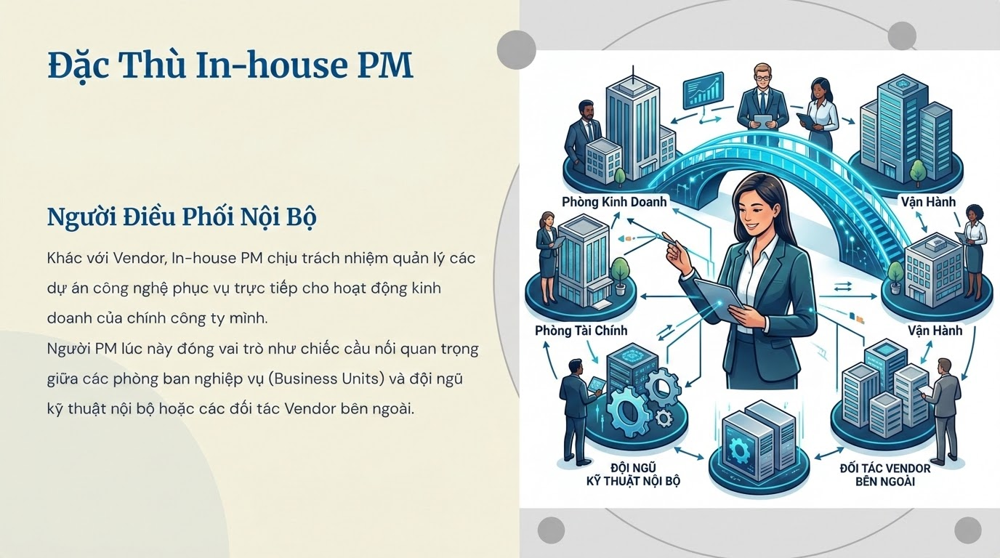 Đặc Thù In-house PM
Người Điều Phối Nội Bộ
Khác với Vendor, In-house PM chịu trách nhiệm quản lý các
dự án công nghệ phục vụ trực tiếp cho hoạt động kinh
doanh của chính công ty mình.
Người PM lúc này đóng vai trò như chiếc cầu nối quan trọng
giữa các phòng ban nghiệp vụ (Business Units) và đội ngũ
kỹ thuật nội bộ hoặc các đối tác Vendor bên ngoài.
Phòng Kinh Doanh
Vận Hành
Phòng Tài Chính
Vận Hành
ĐỘI NGŨ
KỸ THUẬT NỘI BỘ
ĐỐI TÁC VENDOR
BÊN NGOÀI